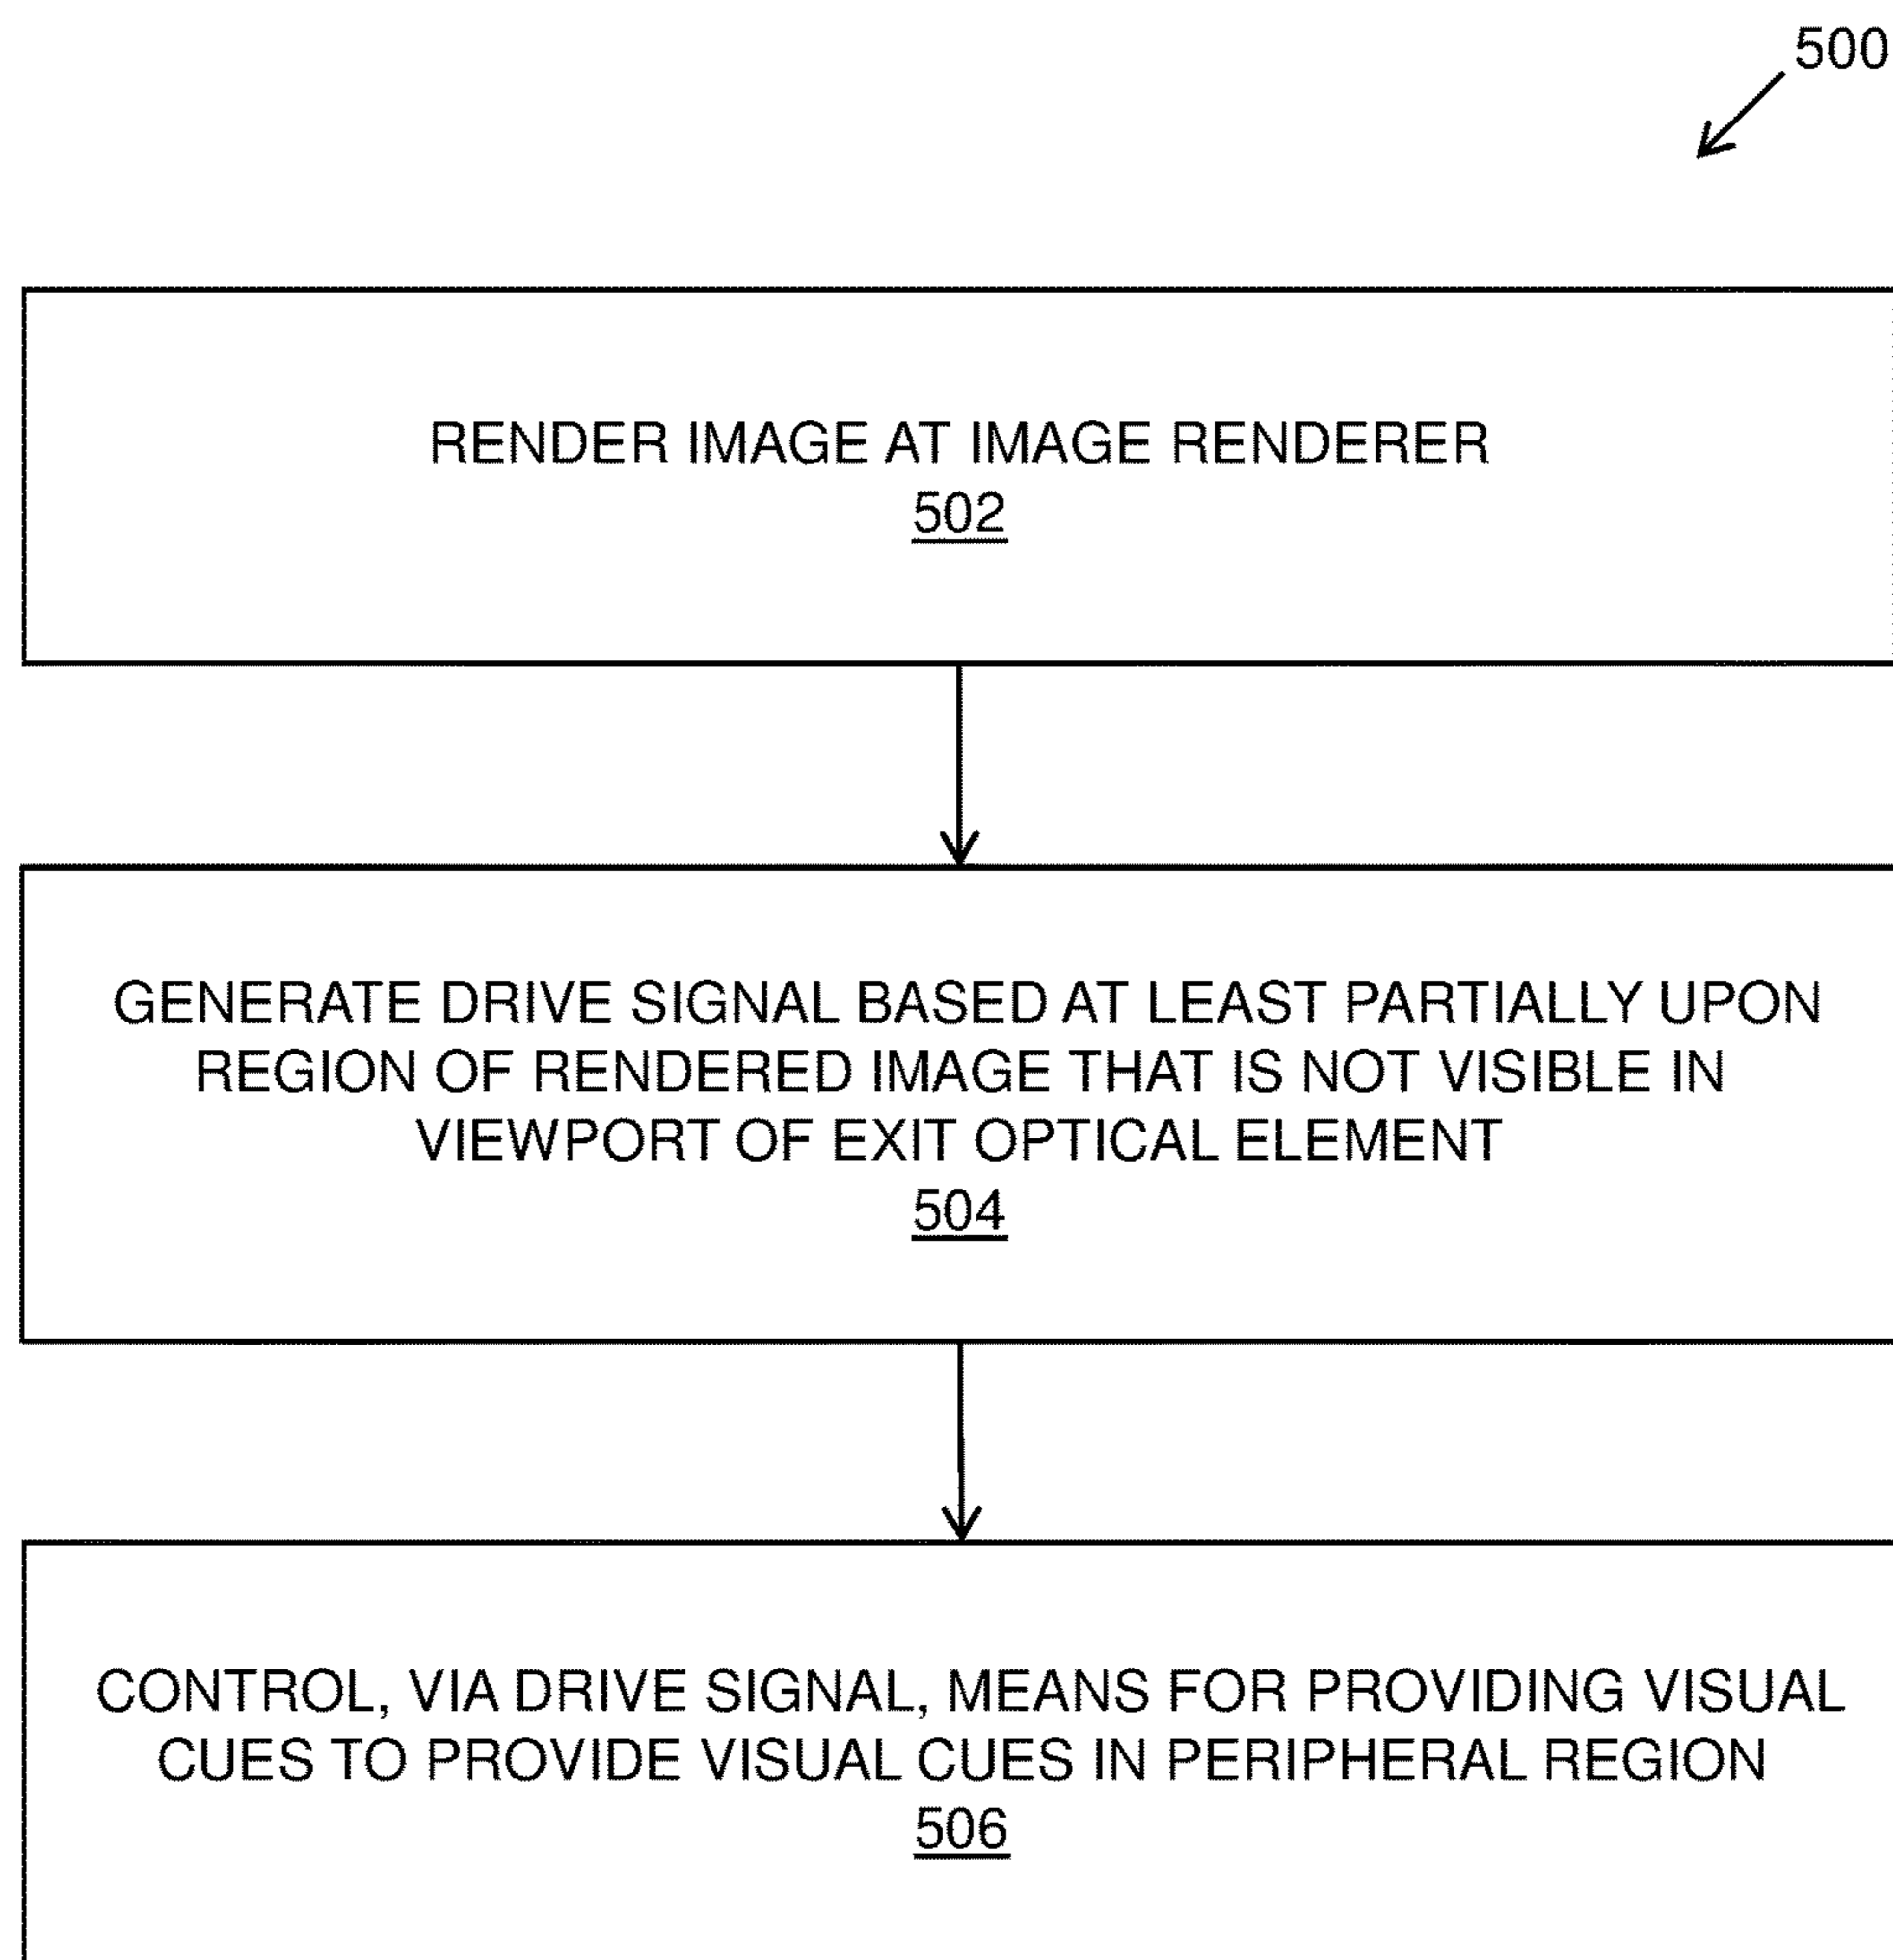 500
RENDER IMAGE AT IMAGE RENDERER
502
GENERATE DRIVE SIGNAL BASED AT LEAST PARTIALLY UPON
REGION OF RENDERED IMAGE THAT IS NOT VISIBLE IN
VIEWPORT OF EXIT OPTICAL ELEMENT
504
CONTROL, VIA DRIVE SIGNAL, MEANS FOR PROVIDING VISUAL
CUES TO PROVIDE VISUAL CUES IN PERIPHERAL REGION
506